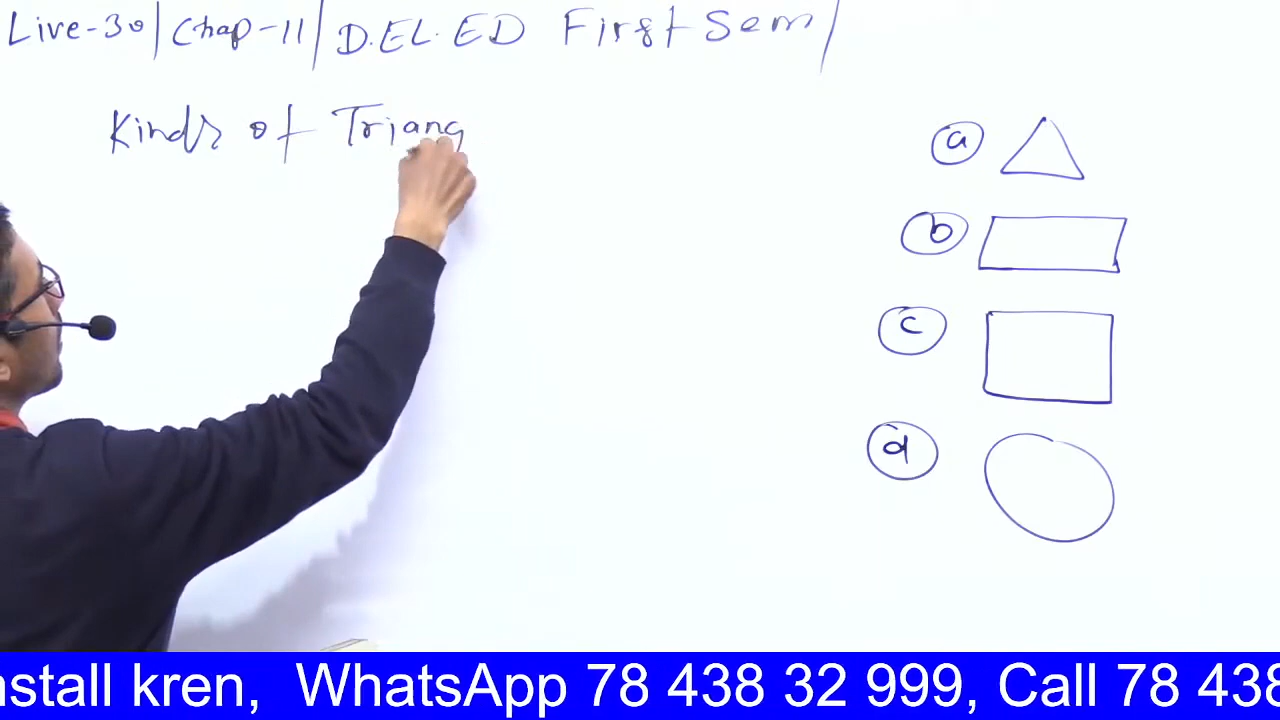 Live-30/Chap-11/D.EL.ED First Sem/
Kinds of Triang
a
b
c
d
nstall kren, WhatsApp 78 438 32 999, Call 78 438